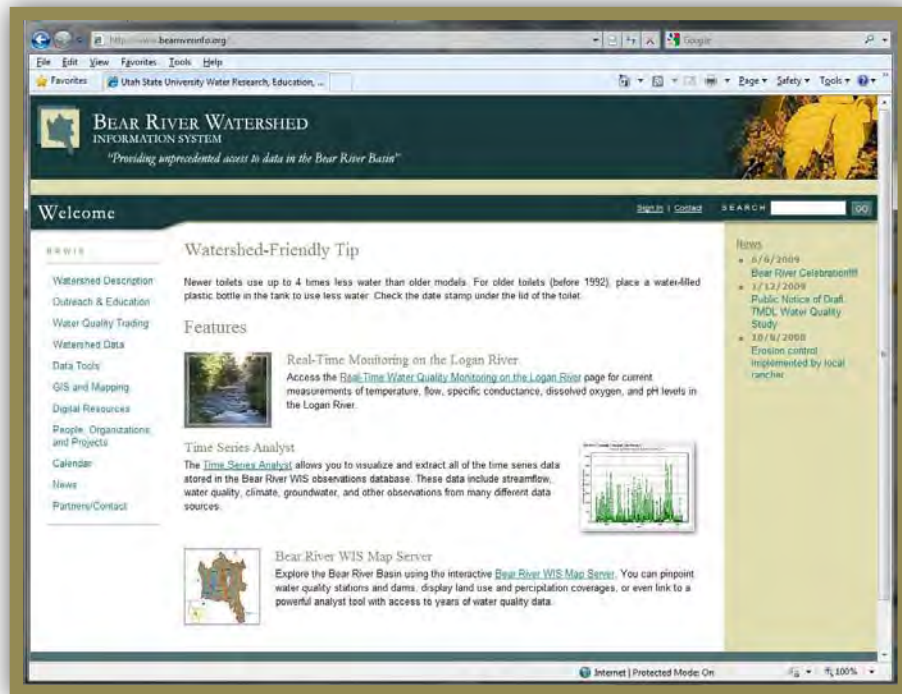 http://www.bearriverinfo.org/
Google
File Edit View Favorites Tools Help
Favorites
Utah State University Water Research, Education, ...
Page Safety Tools
BEAR RIVER WATERSHED
INFORMATION SYSTEM
"Providing unprecedented access to data in the Bear River Basin"
Welcome
Sign In | Contact
SEARCH
GO
BRWIS
Watershed Description
Outreach & Education
Water Quality Trading
Watershed Data
Data Tools
GIS and Mapping
Digital Resources
People, Organizations,
and Projects
Calendar
News
Partners/Contact
Watershed-Friendly Tip
Newer toilets use up to 4 times less water than older models. For older toilets (before 1992), place a water-filled
plastic bottle in the tank to use less water. Check the date stamp under the lid of the toilet.
Features
Real-Time Monitoring on the Logan River
Access the Real-Time Water Quality Monitoring on the Logan River page for current
measurements of temperature, flow, specific conductance, dissolved oxygen, and pH levels in
the Logan River.
Time Series Analyst
The Time Series Analyst allows you to visualize and extract all of the time series data
stored in the Bear River WIS observations database. These data include streamflow,
water quality, climate, groundwater, and other observations from many different data
sources.
Bear River WIS Map Server
Explore the Bear River Basin using the interactive Bear River WIS Map Server. You can pinpoint
water quality stations and dams, display land use and percipitation coverages, or even link to a
powerful analyst tool with access to years of water quality data.
News
6/6/2009
Bear River Celebration!!!!
1/12/2009
Public Notice of Draft
TMDL Water Quality
Study
10/6/2008
Erosion control
implemented by local
rancher
Internet | Protected Mode: On
100%